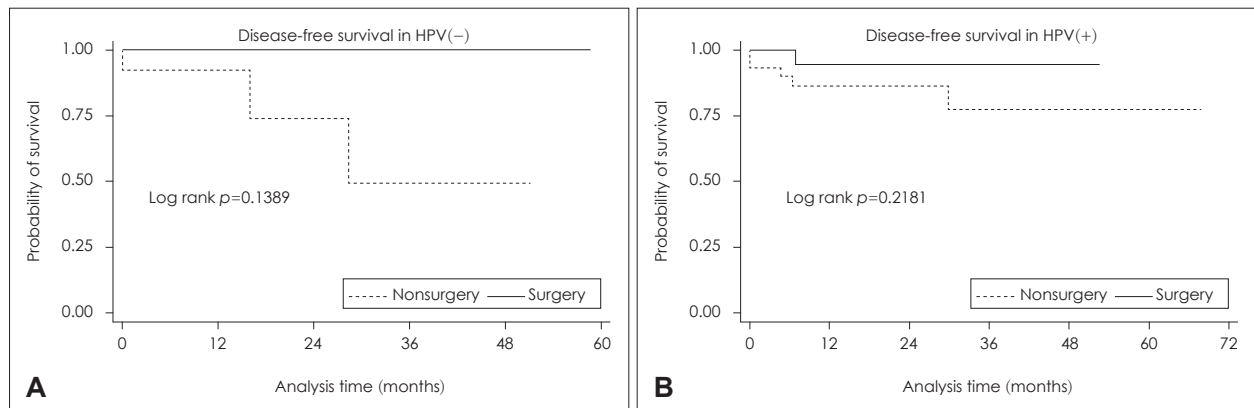 Disease-free survival in HPV(−)
1.00
0.75
0.50
0.25
0.00
Probability of survival
Log rank p=0.1389
Nonsurgery Surgery
0 12 24 36 48 60
Analysis time (months)
A
Disease-free survival in HPV(+)
1.00
0.75
0.50
0.25
0.00
Probability of survival
Log rank p=0.2181
Nonsurgery Surgery
0 12 24 36 48 60 72
Analysis time (months)
B